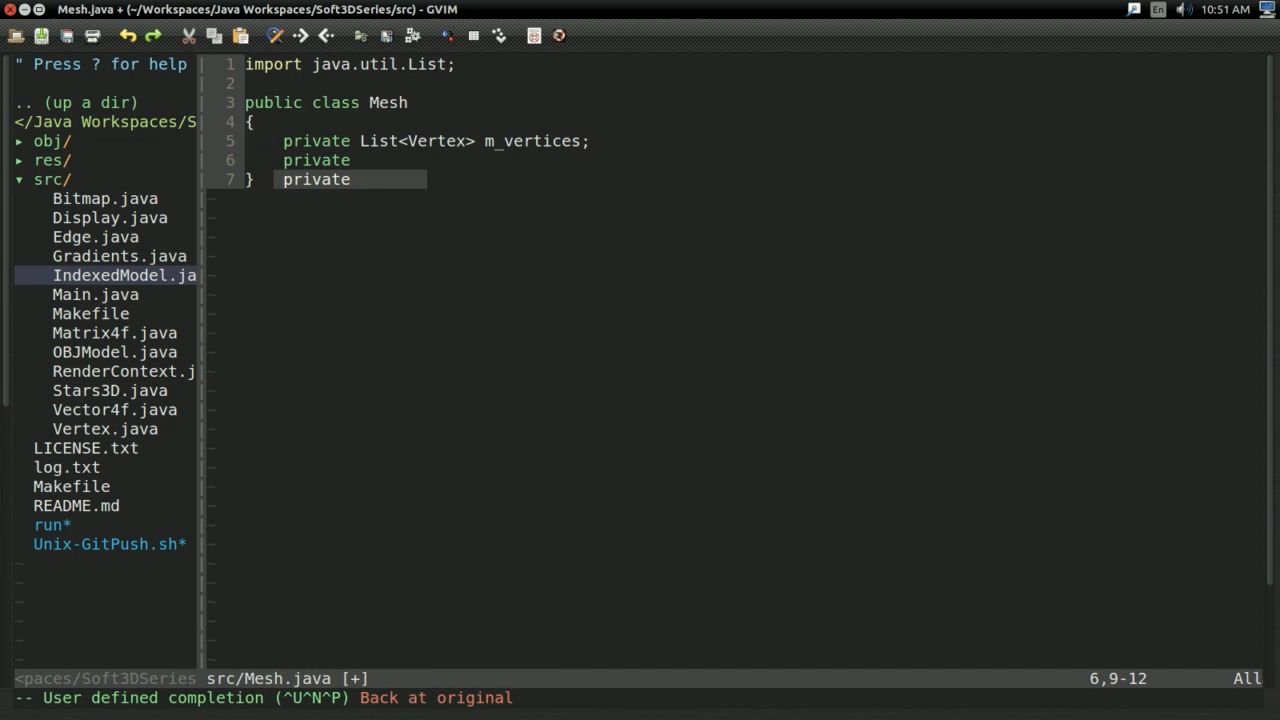 Mesh.java + (~/Workspaces/Java Workspaces/Soft3DSeries/src) - GVIM
En
10:51 AM
" Press ? for help
.. (up a dir)
</Java Workspaces/S
▸ obj/
▸ res/
▾ src/
Bitmap.java
Display.java
Edge.java
Gradients.java
IndexedModel.ja
Main.java
Makefile
Matrix4f.java
OBJModel.java
RenderContext.j
Stars3D.java
Vector4f.java
Vertex.java
LICENSE.txt
log.txt
Makefile
README.md
run*
Unix-GitPush.sh*
1 import java.util.List;
2
3 public class Mesh
4 {
5 private List<Vertex> m_vertices;
6 private
7 } private
<paces/Soft3DSeries src/Mesh.java [+] 6,9-12 All
-- User defined completion (^U^N^P) Back at original